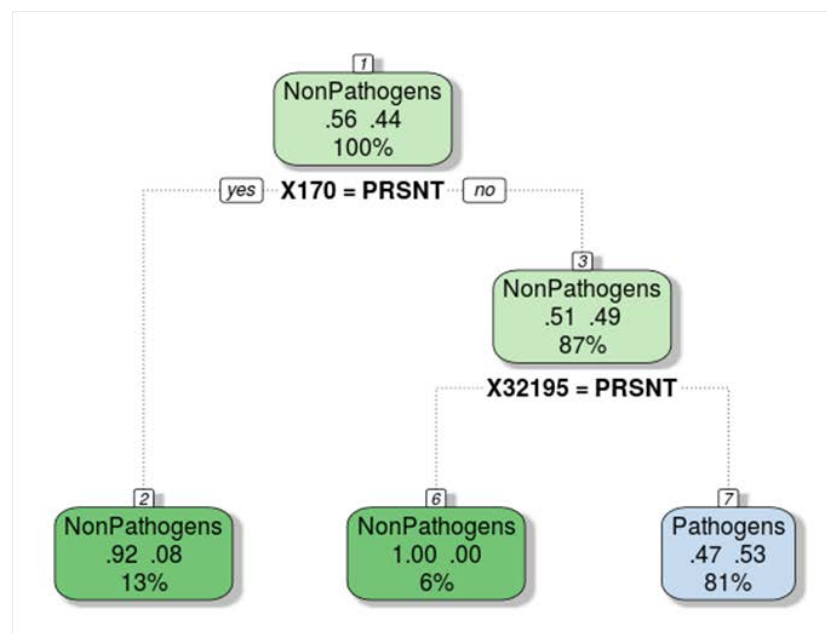 1
NonPathogens
.56 .44
100%
yes X170 = PRSNT no
3
NonPathogens
.51 .49
87%
X32195 = PRSNT
2
NonPathogens
.92 .08
13%
6
NonPathogens
1.00 .00
6%
7
Pathogens
.47 .53
81%